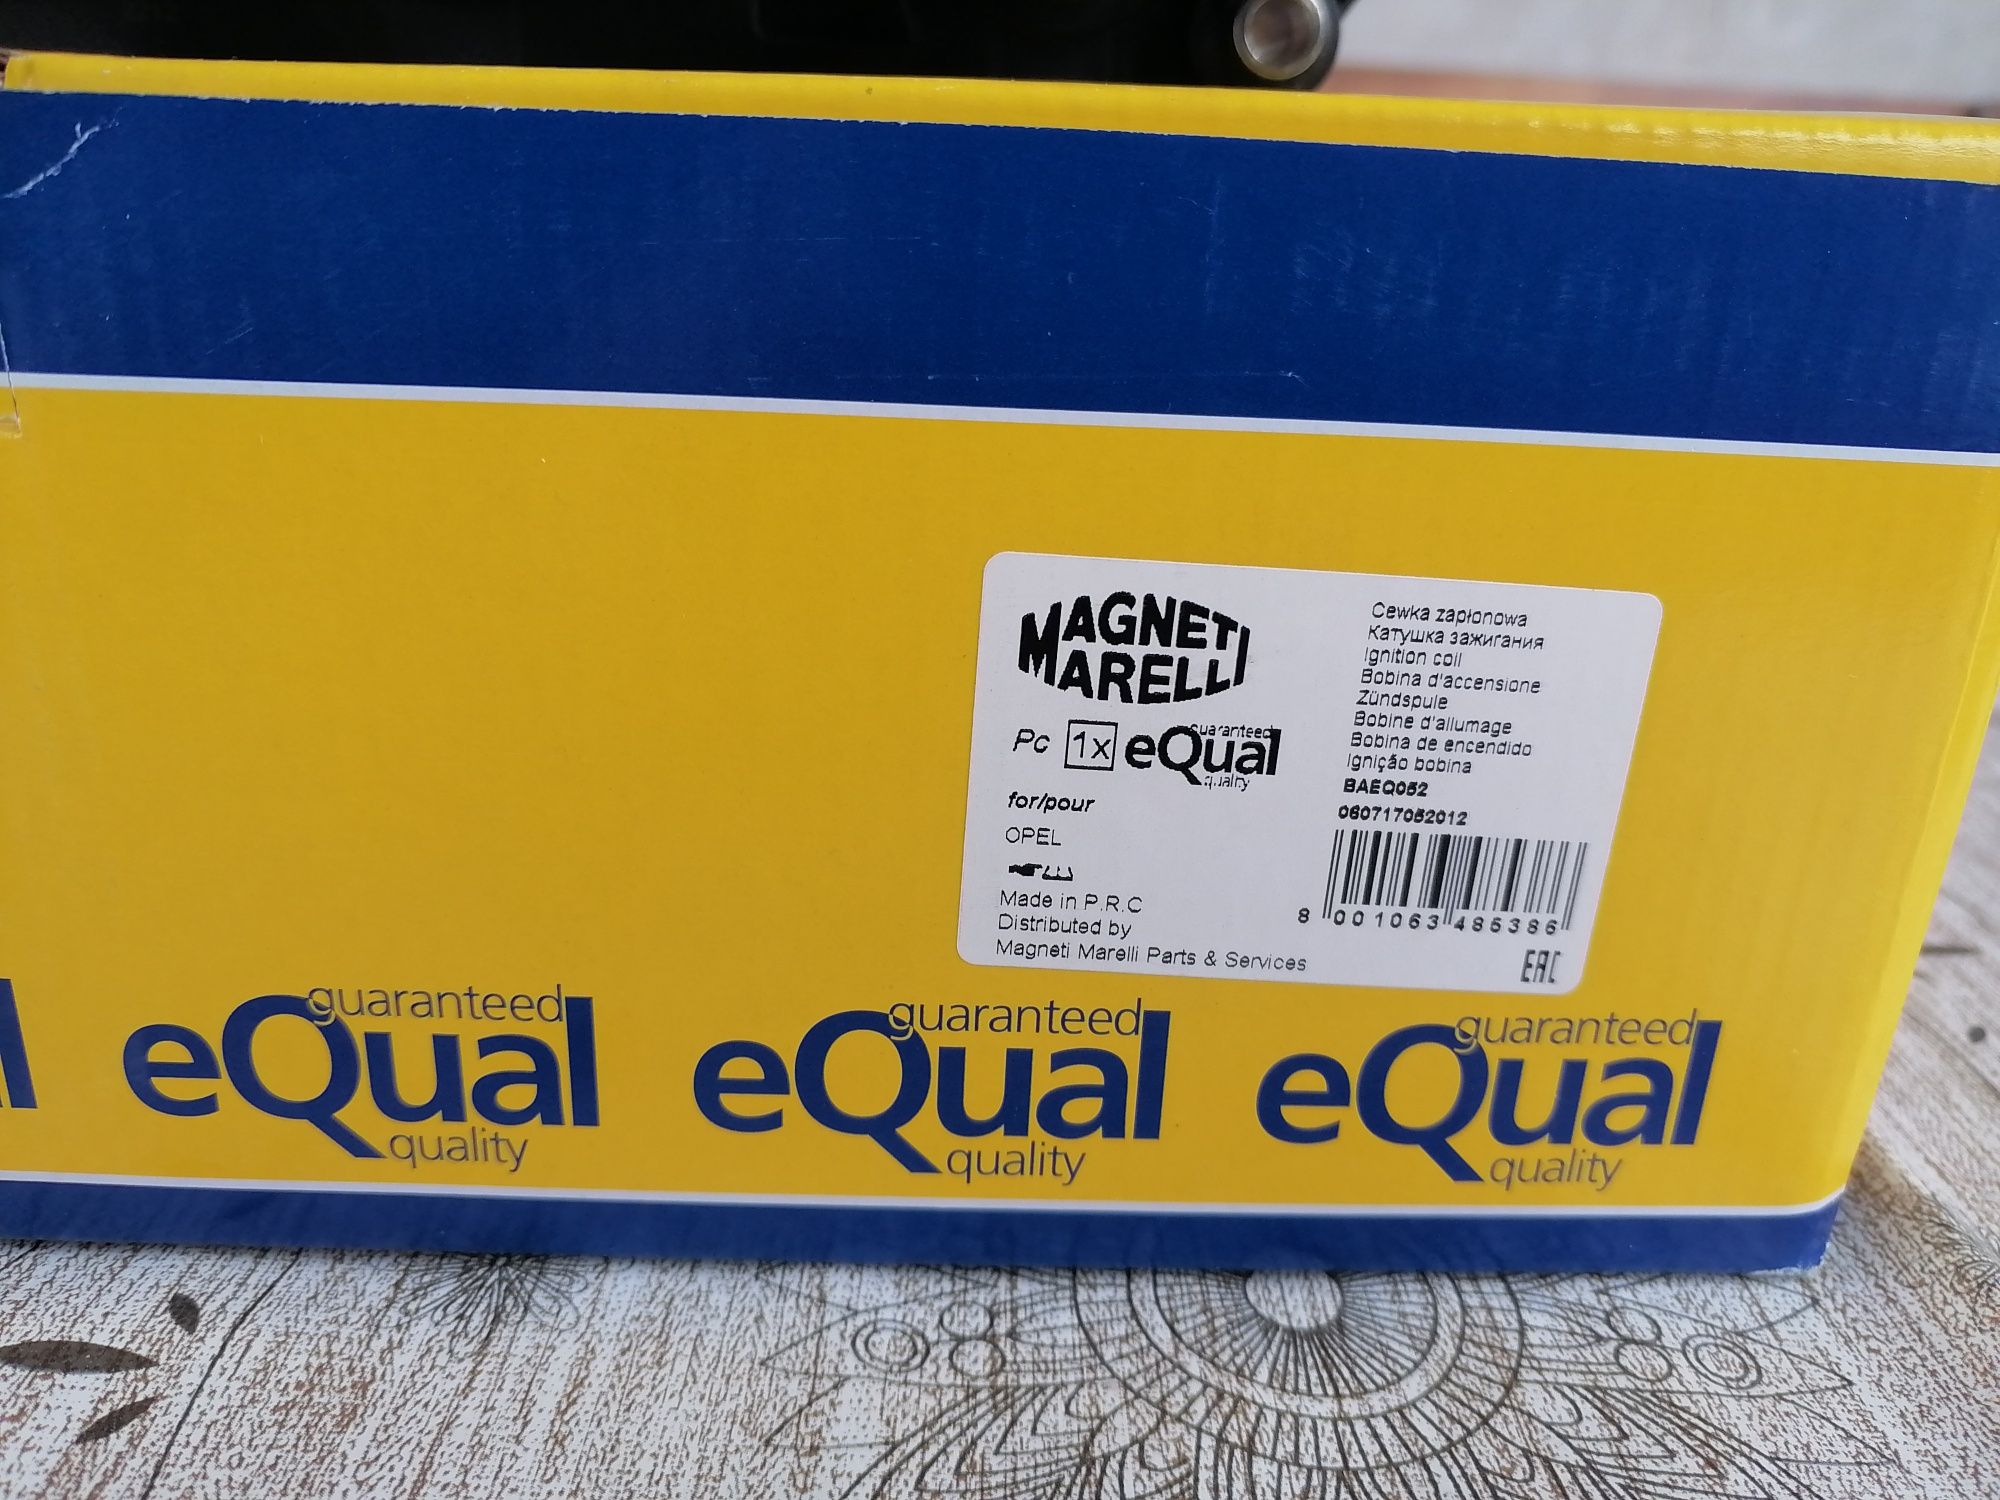 MAGNETI
MARELLI
Pc 1x guaranteed
eQual
quality
for/pour
OPEL
Made in P.R.C
Distributed by
Magneti Marelli Parts & Services
Cewka zapłonowa
Катушка зажигания
Ignition coil
Bobina d'accensione
Zündspule
Bobine d'allumage
Bobina de encendido
Ignição bobina
BAEQ052
060717052012
8 001063 485386
EAC
guaranteed
eQual
quality
guaranteed
eQual
quality
guaranteed
eQual
quality